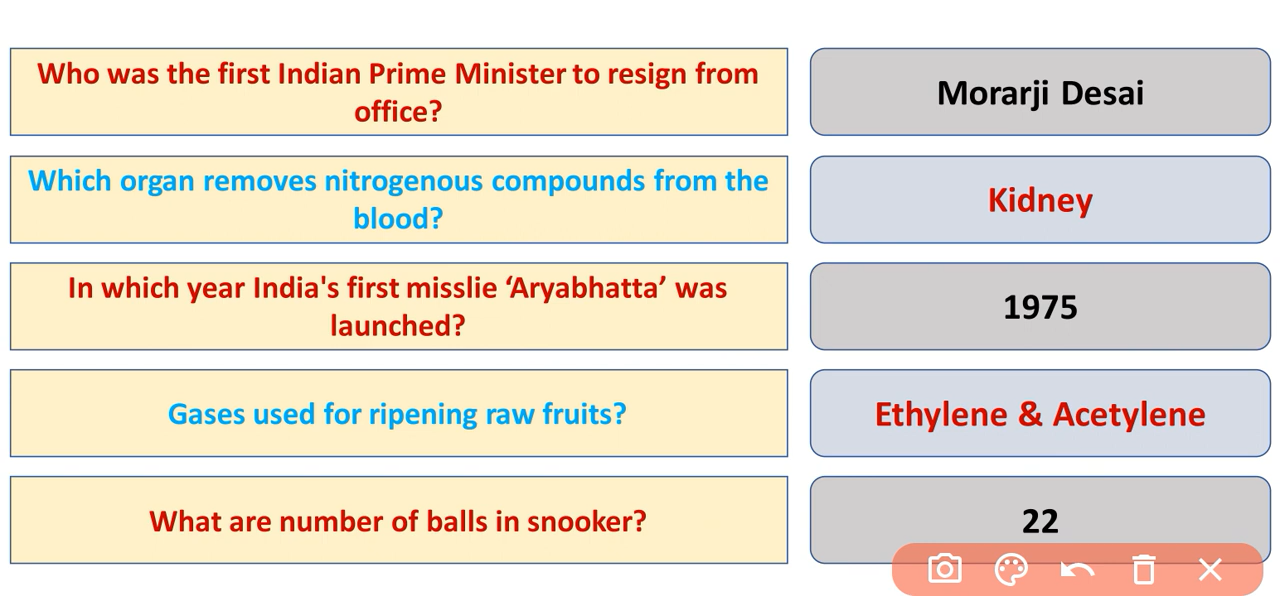 Who was the first Indian Prime Minister to resign from
office?
Morarji Desai
Which organ removes nitrogenous compounds from the
blood?
Kidney
In which year India's first misslie ‘Aryabhatta’ was
launched?
1975
Gases used for ripening raw fruits?
Ethylene & Acetylene
What are number of balls in snooker?
22